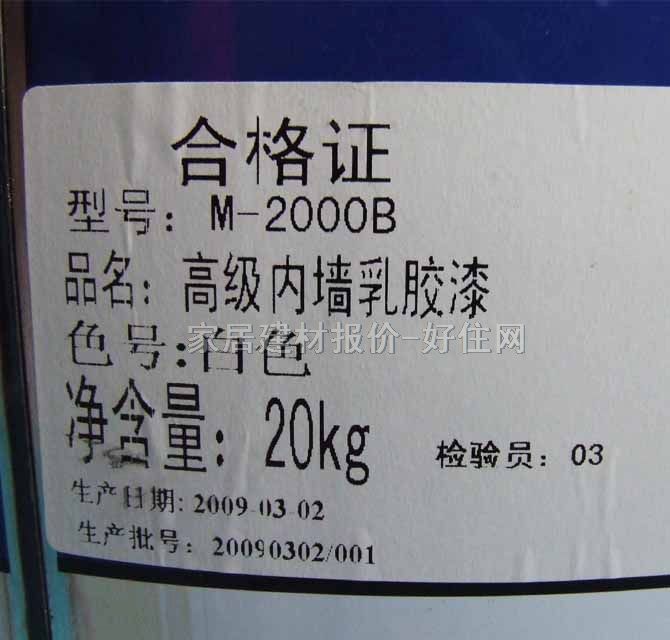 合格证
型号: M-2000B
品名: 高级内墙乳胶漆
色号:白色
家居建材报价-好住网
净含量: 20kg
检验员: 03
生产日期: 2009-03-02
生产批号: 20090302/001